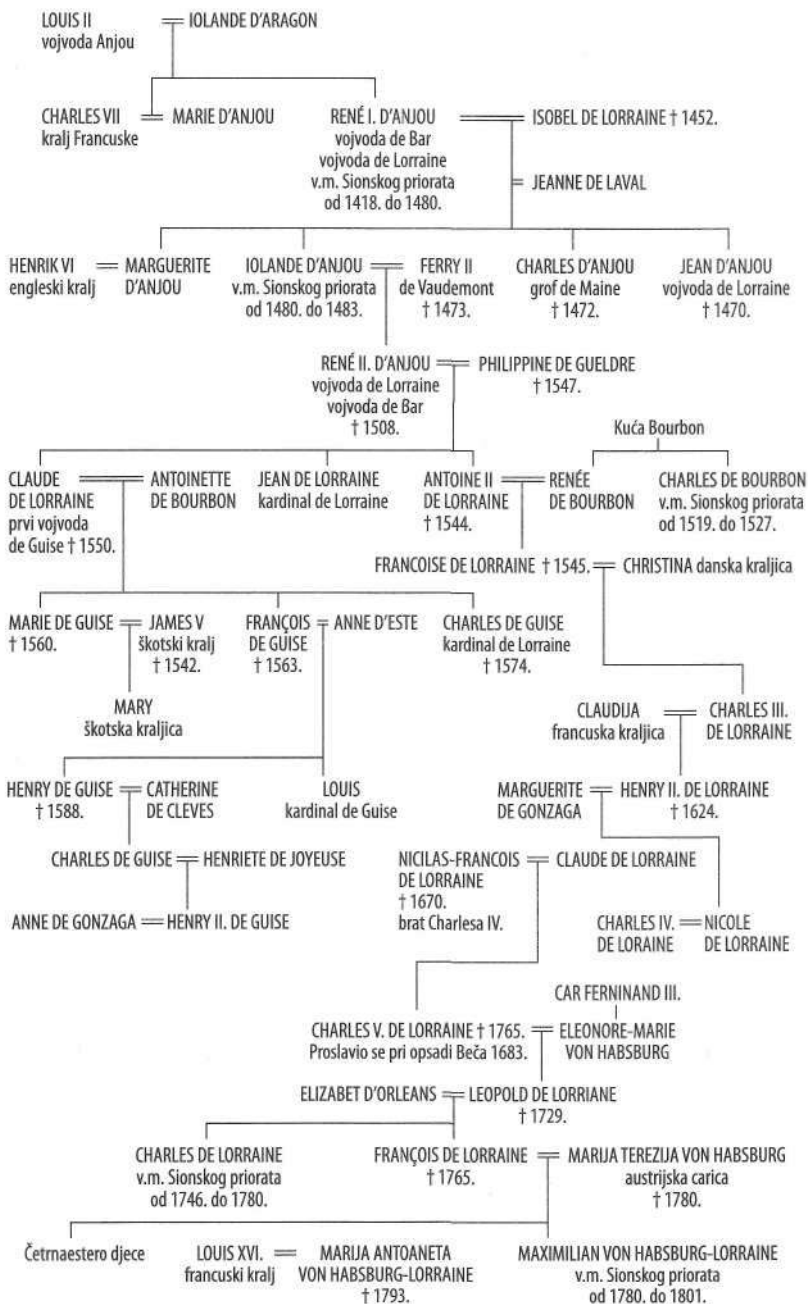 LOUIS II
vojvoda Anjou
IOLANDE D'ARAGON
CHARLES VII
kralj Francuske
MARIE D'ANJOU
RENÉ I. D'ANJOU
vojvoda de Bar
vojvoda de Lorraine
v.m. Sionskog priorata
od 1418. do 1480.
ISOBEL DE LORRAINE † 1452.
JEANNE DE LAVAL
HENRIK VI
engleski kralj
MARGUERITE
D'ANJOU
IOLANDE D'ANJOU
v.m. Sionskog priorata
od 1480. do 1483.
FERRY II
de Vaudemont
† 1473.
CHARLES D'ANJOU
grof de Maine
† 1472.
JEAN D'ANJOU
vojvoda de Lorraine
† 1470.
RENÉ II. D'ANJOU
vojvoda de Lorraine
vojvoda de Bar
† 1508.
PHILIPPINE DE GUELDRE
† 1547.
Kuća Bourbon
CLAUDE
DE LORRAINE
prvi vojvoda
de Guise † 1550.
ANTOINETTE
DE BOURBON
JEAN DE LORRAINE
kardinal de Lorraine
ANTOINE II
DE LORRAINE
† 1544.
RENÉE
DE BOURBON
CHARLES DE BOURBON
v.m. Sionskog priorata
od 1519. do 1527.
FRANCOISE DE LORRAINE † 1545.
CHRISTINA danska kraljica
MARIE DE GUISE
† 1560.
JAMES V
škotski kralj
† 1542.
FRANÇOIS
DE GUISE
† 1563.
ANNE D'ESTE
CHARLES DE GUISE
kardinal de Lorraine
† 1574.
MARY
škotska kraljica
CLAUDIJA
francuska kraljica
CHARLES III.
DE LORRAINE
HENRY DE GUISE
† 1588.
CATHERINE
DE CLEVES
LOUIS
kardinal de Guise
MARGUERITE
DE GONZAGA
HENRY II. DE LORRAINE
† 1624.
CHARLES DE GUISE
HENRIETE DE JOYEUSE
NICILAS-FRANCOIS
DE LORRAINE
† 1670.
brat Charlesa IV.
CLAUDE DE LORRAINE
ANNE DE GONZAGA
HENRY II. DE GUISE
CHARLES IV.
DE LORAINE
NICOLE
DE LORRAINE
CAR FERNINAND III.
CHARLES V. DE LORRAINE † 1765.
Proslavio se pri opsadi Beča 1683.
ELEONORE-MARIE
VON HABSBURG
ELIZABET D'ORLEANS
LEOPOLD DE LORRIANE
† 1729.
CHARLES DE LORRAINE
v.m. Sionskog priorata
od 1746. do 1780.
FRANÇOIS DE LORRAINE
† 1765.
MARIJA TEREZIJA VON HABSBURG
austrijska carica
† 1780.
Četrnaestero djece
LOUIS XVI.
francuski kralj
MARIJA ANTOANETA
VON HABSBURG-LORRAINE
† 1793.
MAXIMILIAN VON HABSBURG-LORRAINE
v.m. Sionskog priorata
od 1780. do 1801.